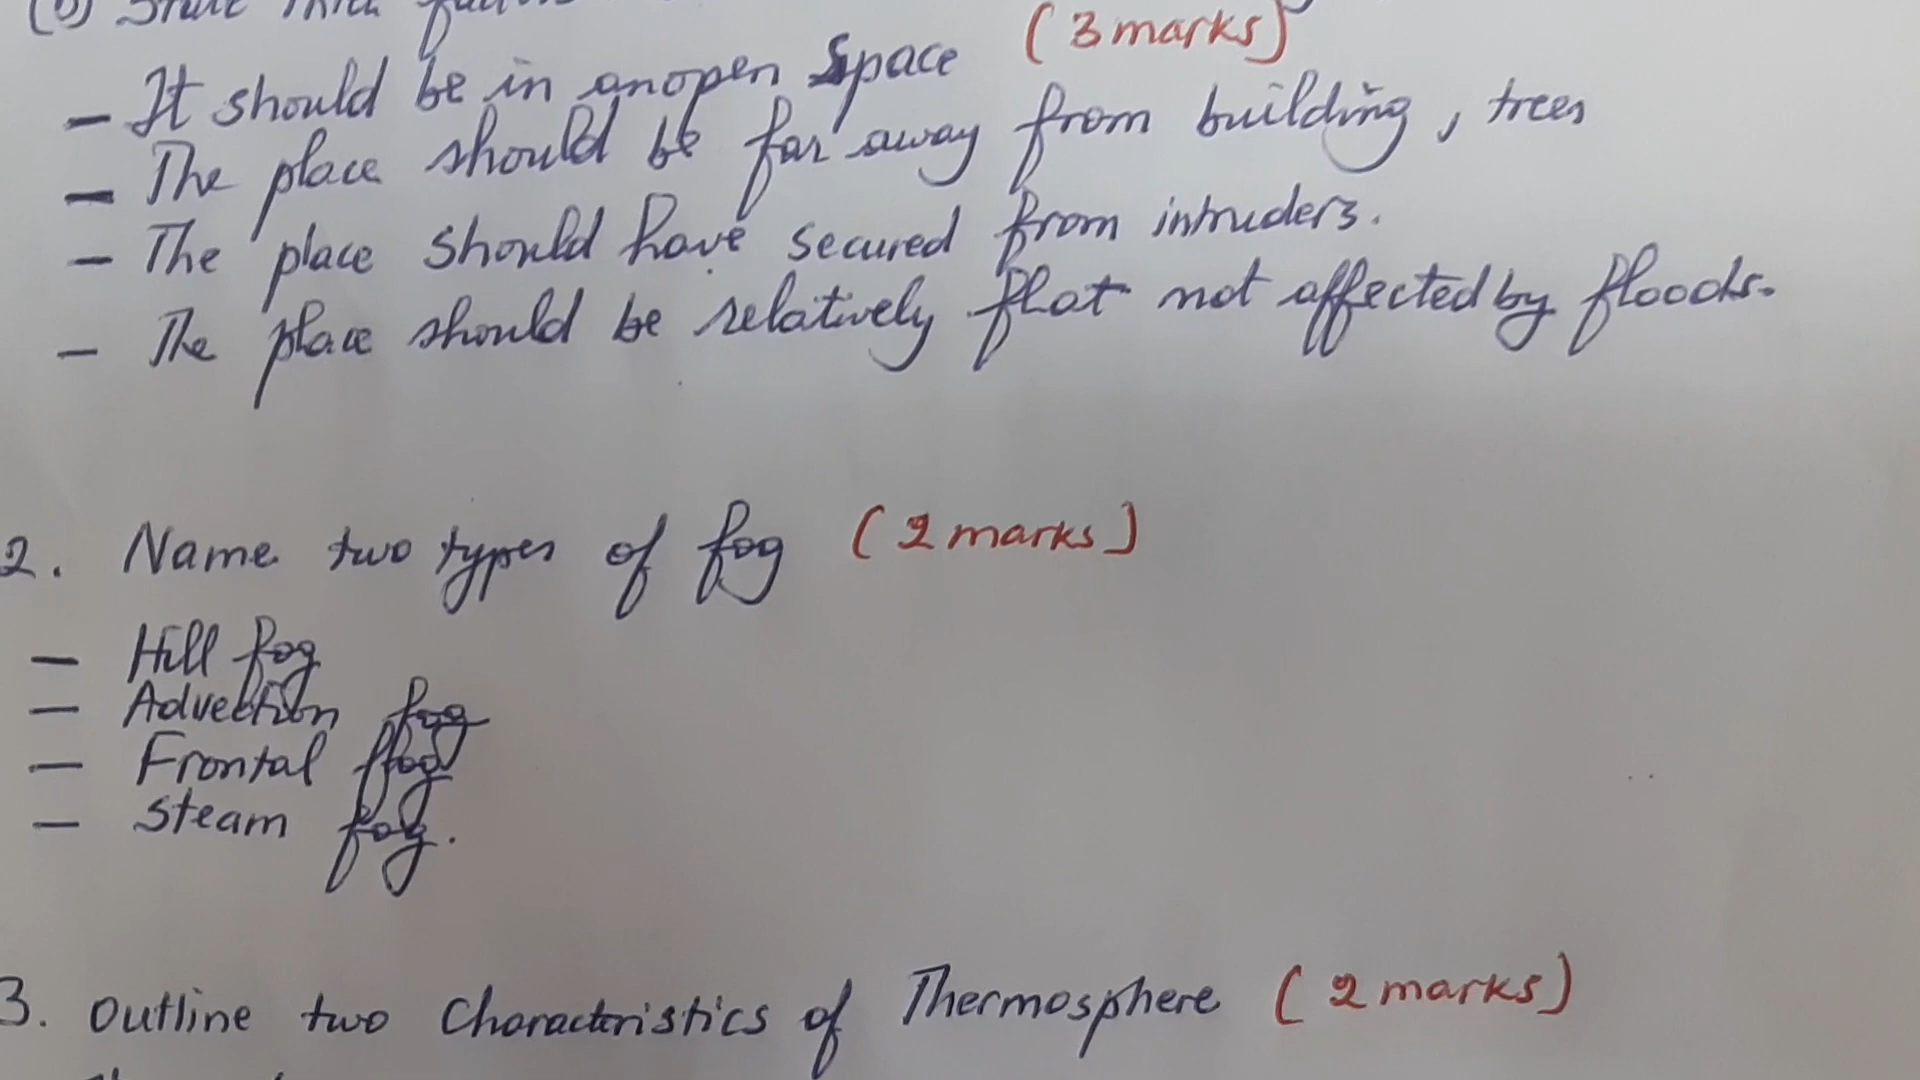 (b) State three (3 marks)
- It should be in anopen space
- The place should be far away from building, trees
- The place should have secured from intruders.
- The place should be relatively flat not affected by floods.
2. Name two types of fog (2 marks)
- Hill fog
- Advection fog
- Frontal fog
- Steam fog.
3. Outline two Characteristics of Thermosphere (2 marks)